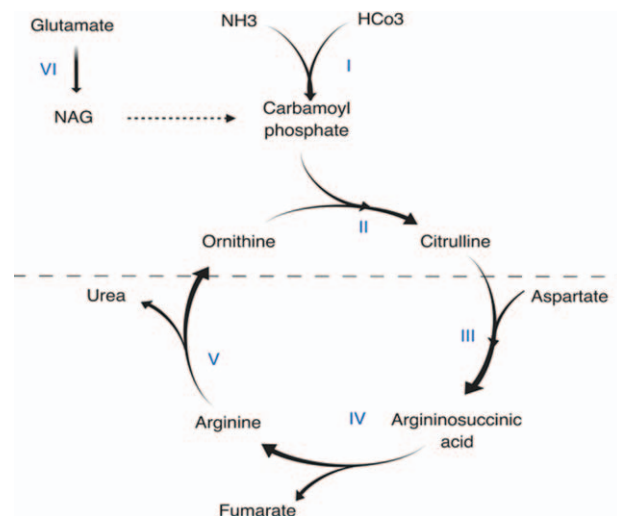 Glutamate
NH3
HCo3
VI
I
NAG
Carbamoyl
phosphate
II
Ornithine
Citrulline
Urea
Aspartate
III
V
IV
Arginine
Argininosuccinic
acid
Fumarate